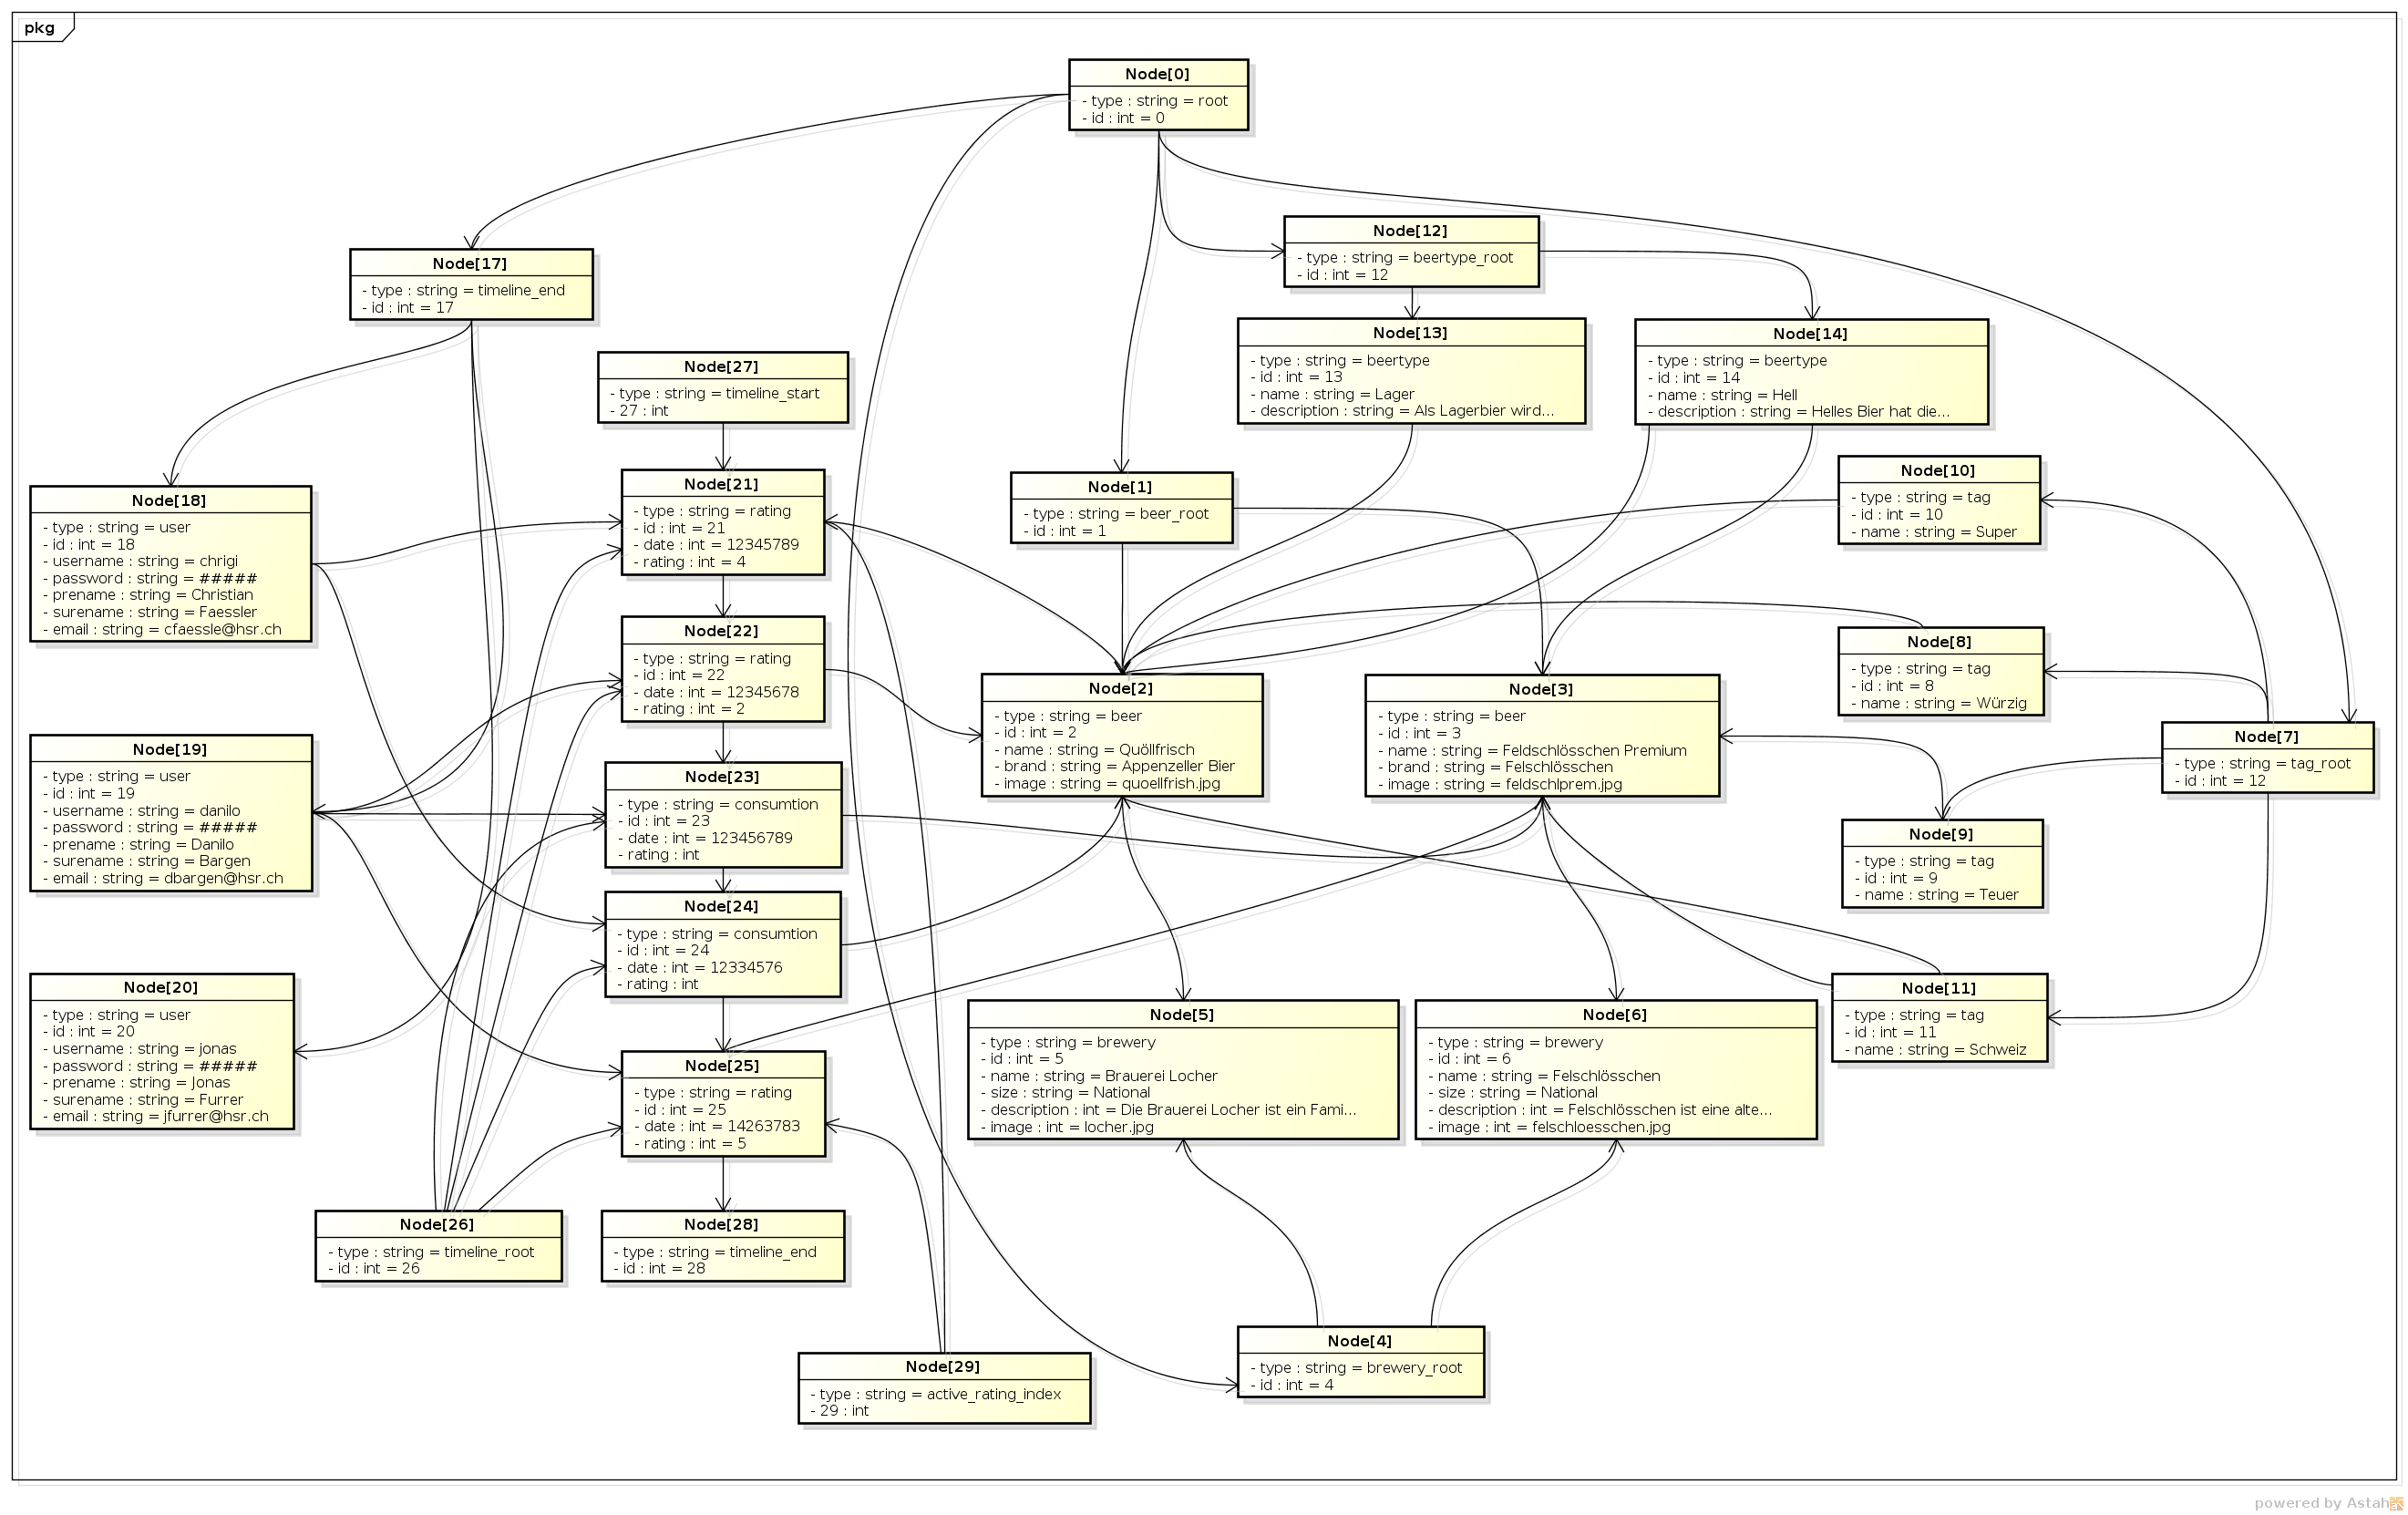 pkg
Node[0]
- type : string = root
- id : int = 0
Node[12]
- type : string = beertype_root
- id : int = 12
Node[17]
- type : string = timeline_end
- id : int = 17
Node[13]
- type : string = beertype
- id : int = 13
- name : string = Lager
- description : string = Als Lagerbier wird...
Node[14]
- type : string = beertype
- id : int = 14
- name : string = Hell
- description : string = Helles Bier hat die...
Node[27]
- type : string = timeline_start
- 27 : int
Node[10]
- type : string = tag
- id : int = 10
- name : string = Super
Node[21]
- type : string = rating
- id : int = 21
- date : int = 12345789
- rating : int = 4
Node[1]
- type : string = beer_root
- id : int = 1
Node[18]
- type : string = user
- id : int = 18
- username : string = chrigi
- password : string = #####
- prename : string = Christian
- surename : string = Faessler
- email : string = cfaessle@hsr.ch
Node[22]
- type : string = rating
- id : int = 22
- date : int = 12345678
- rating : int = 2
Node[8]
- type : string = tag
- id : int = 8
- name : string = Würzig
Node[2]
- type : string = beer
- id : int = 2
- name : string = Quöllfrisch
- brand : string = Appenzeller Bier
- image : string = quoellfrish.jpg
Node[3]
- type : string = beer
- id : int = 3
- name : string = Feldschlösschen Premium
- brand : string = Felschlösschen
- image : string = feldschlprem.jpg
Node[7]
- type : string = tag_root
- id : int = 12
Node[19]
- type : string = user
- id : int = 19
- username : string = danilo
- password : string = #####
- prename : string = Danilo
- surename : string = Bargen
- email : string = dbargen@hsr.ch
Node[23]
- type : string = consumtion
- id : int = 23
- date : int = 123456789
- rating : int
Node[9]
- type : string = tag
- id : int = 9
- name : string = Teuer
Node[24]
- type : string = consumtion
- id : int = 24
- date : int = 12334576
- rating : int
Node[20]
- type : string = user
- id : int = 20
- username : string = jonas
- password : string = #####
- prename : string = Jonas
- surename : string = Furrer
- email : string = jfurrer@hsr.ch
Node[11]
- type : string = tag
- id : int = 11
- name : string = Schweiz
Node[5]
- type : string = brewery
- id : int = 5
- name : string = Brauerei Locher
- size : string = National
- description : int = Die Brauerei Locher ist ein Fami...
- image : int = locher.jpg
Node[6]
- type : string = brewery
- id : int = 6
- name : string = Felschlösschen
- size : string = National
- description : int = Felschlösschen ist eine alte...
- image : int = felschloesschen.jpg
Node[25]
- type : string = rating
- id : int = 25
- date : int = 14263783
- rating : int = 5
Node[26]
- type : string = timeline_root
- id : int = 26
Node[28]
- type : string = timeline_end
- id : int = 28
Node[4]
- type : string = brewery_root
- id : int = 4
Node[29]
- type : string = active_rating_index
- 29 : int
powered by Astah